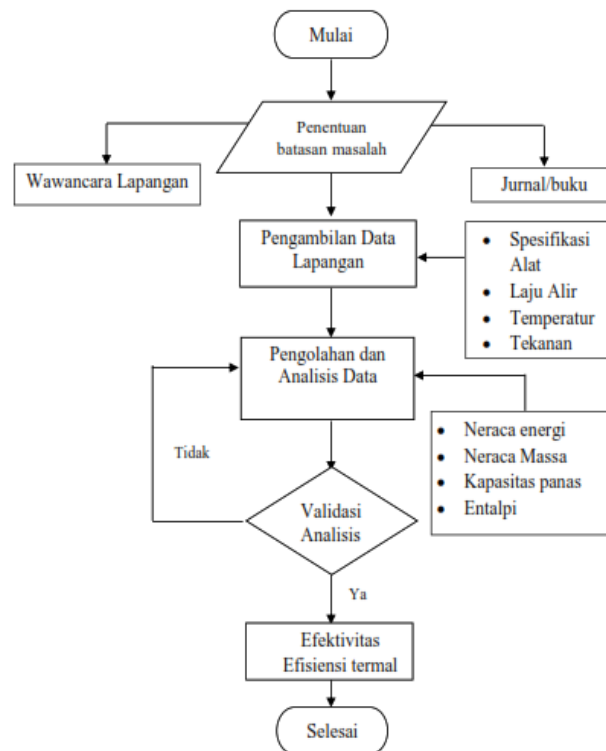 Mulai
Penentuan
batasan masalah
Wawancara Lapangan
Jurnal/buku
Pengambilan Data
Lapangan
• Spesifikasi
Alat
• Laju Alir
• Temperatur
• Tekanan
Pengolahan dan
Analisis Data
• Neraca energi
• Neraca Massa
• Kapasitas panas
• Entalpi
Tidak
Validasi
Analisis
Ya
Efektivitas
Efisiensi termal
Selesai